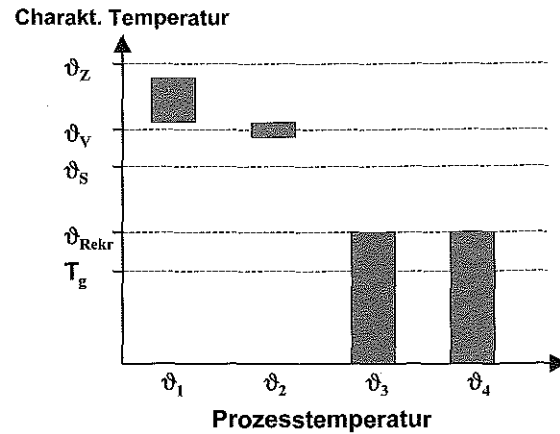 Charakt. Temperatur
ϑZ
ϑV
ϑS
ϑRekr
Tg
ϑ1 ϑ2 ϑ3 ϑ4
Prozesstemperatur